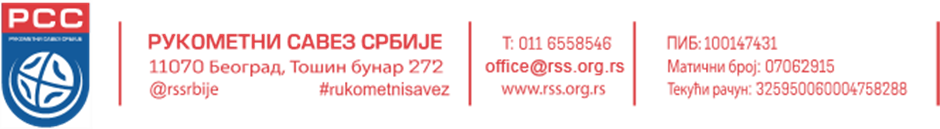 РСС
РУКОМЕТНИ САВЕЗ СРБИЈЕ
РУКОМЕТНИ САВЕЗ СРБИЈЕ
11070 Београд, Тошин бунар 272
@rssrbije #rukometnisavez
Т: 011 6558546
office@rss.org.rs
www.rss.org.rs
ПИБ: 100147431
Матични број: 07062915
Текући рачун: 325950060004758288